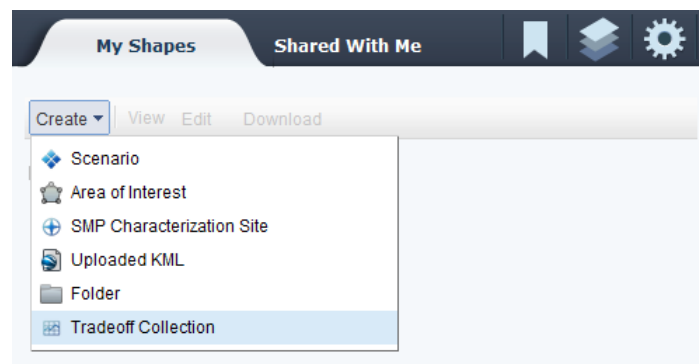 My Shapes Shared With Me
Create View Edit Download
Scenario
Area of Interest
SMP Characterization Site
Uploaded KML
Folder
Tradeoff Collection